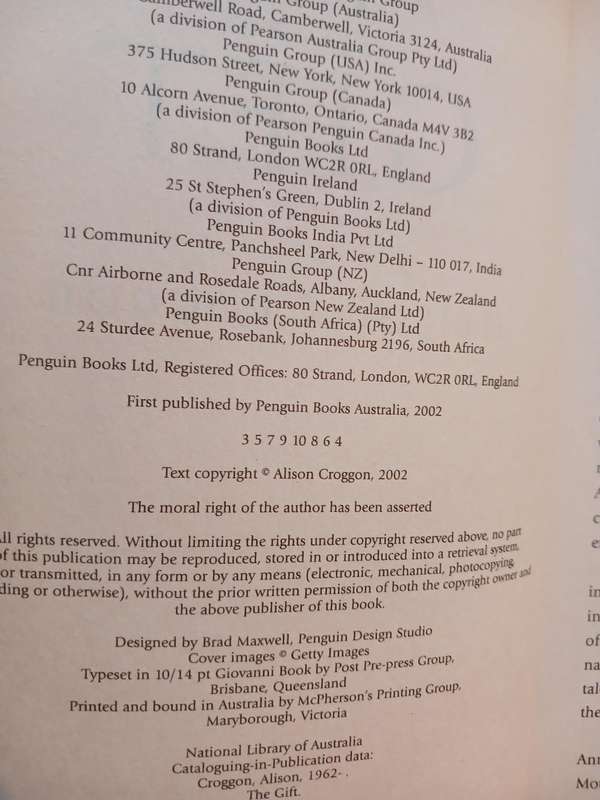 Group
Penguin Group (Australia)
Camberwell Road, Camberwell, Victoria 3124, Australia
(a division of Pearson Australia Group Pty Ltd)
Penguin Group (USA) Inc.
375 Hudson Street, New York, New York 10014, USA
Penguin Group (Canada)
10 Alcorn Avenue, Toronto, Ontario, Canada M4V 3B2
(a division of Pearson Penguin Canada Inc.)
Penguin Books Ltd
80 Strand, London WC2R 0RL, England
Penguin Ireland
25 St Stephen's Green, Dublin 2, Ireland
(a division of Penguin Books Ltd)
Penguin Books India Pvt Ltd
11 Community Centre, Panchsheel Park, New Delhi – 110 017, India
Penguin Group (NZ)
Cnr Airborne and Rosedale Roads, Albany, Auckland, New Zealand
(a division of Pearson New Zealand Ltd)
Penguin Books (South Africa) (Pty) Ltd
24 Sturdee Avenue, Rosebank, Johannesburg 2196, South Africa
Penguin Books Ltd, Registered Offices: 80 Strand, London, WC2R 0RL, England
First published by Penguin Books Australia, 2002
3 5 7 9 10 8 6 4
Text copyright © Alison Croggon, 2002
The moral right of the author has been asserted
All rights reserved. Without limiting the rights under copyright reserved above, no part
of this publication may be reproduced, stored in or introduced into a retrieval system,
or transmitted, in any form or by any means (electronic, mechanical, photocopying
ding or otherwise), without the prior written permission of both the copyright owner and
the above publisher of this book.
Designed by Brad Maxwell, Penguin Design Studio
Cover images © Getty Images
Typeset in 10/14 pt Giovanni Book by Post Pre-press Group,
Brisbane, Queensland
Printed and bound in Australia by McPherson's Printing Group,
Maryborough, Victoria
National Library of Australia
Cataloguing-in-Publication data:
Croggon, Alison, 1962- .
The Gift.
in
in
of
na
tal
the
Ann
Mou